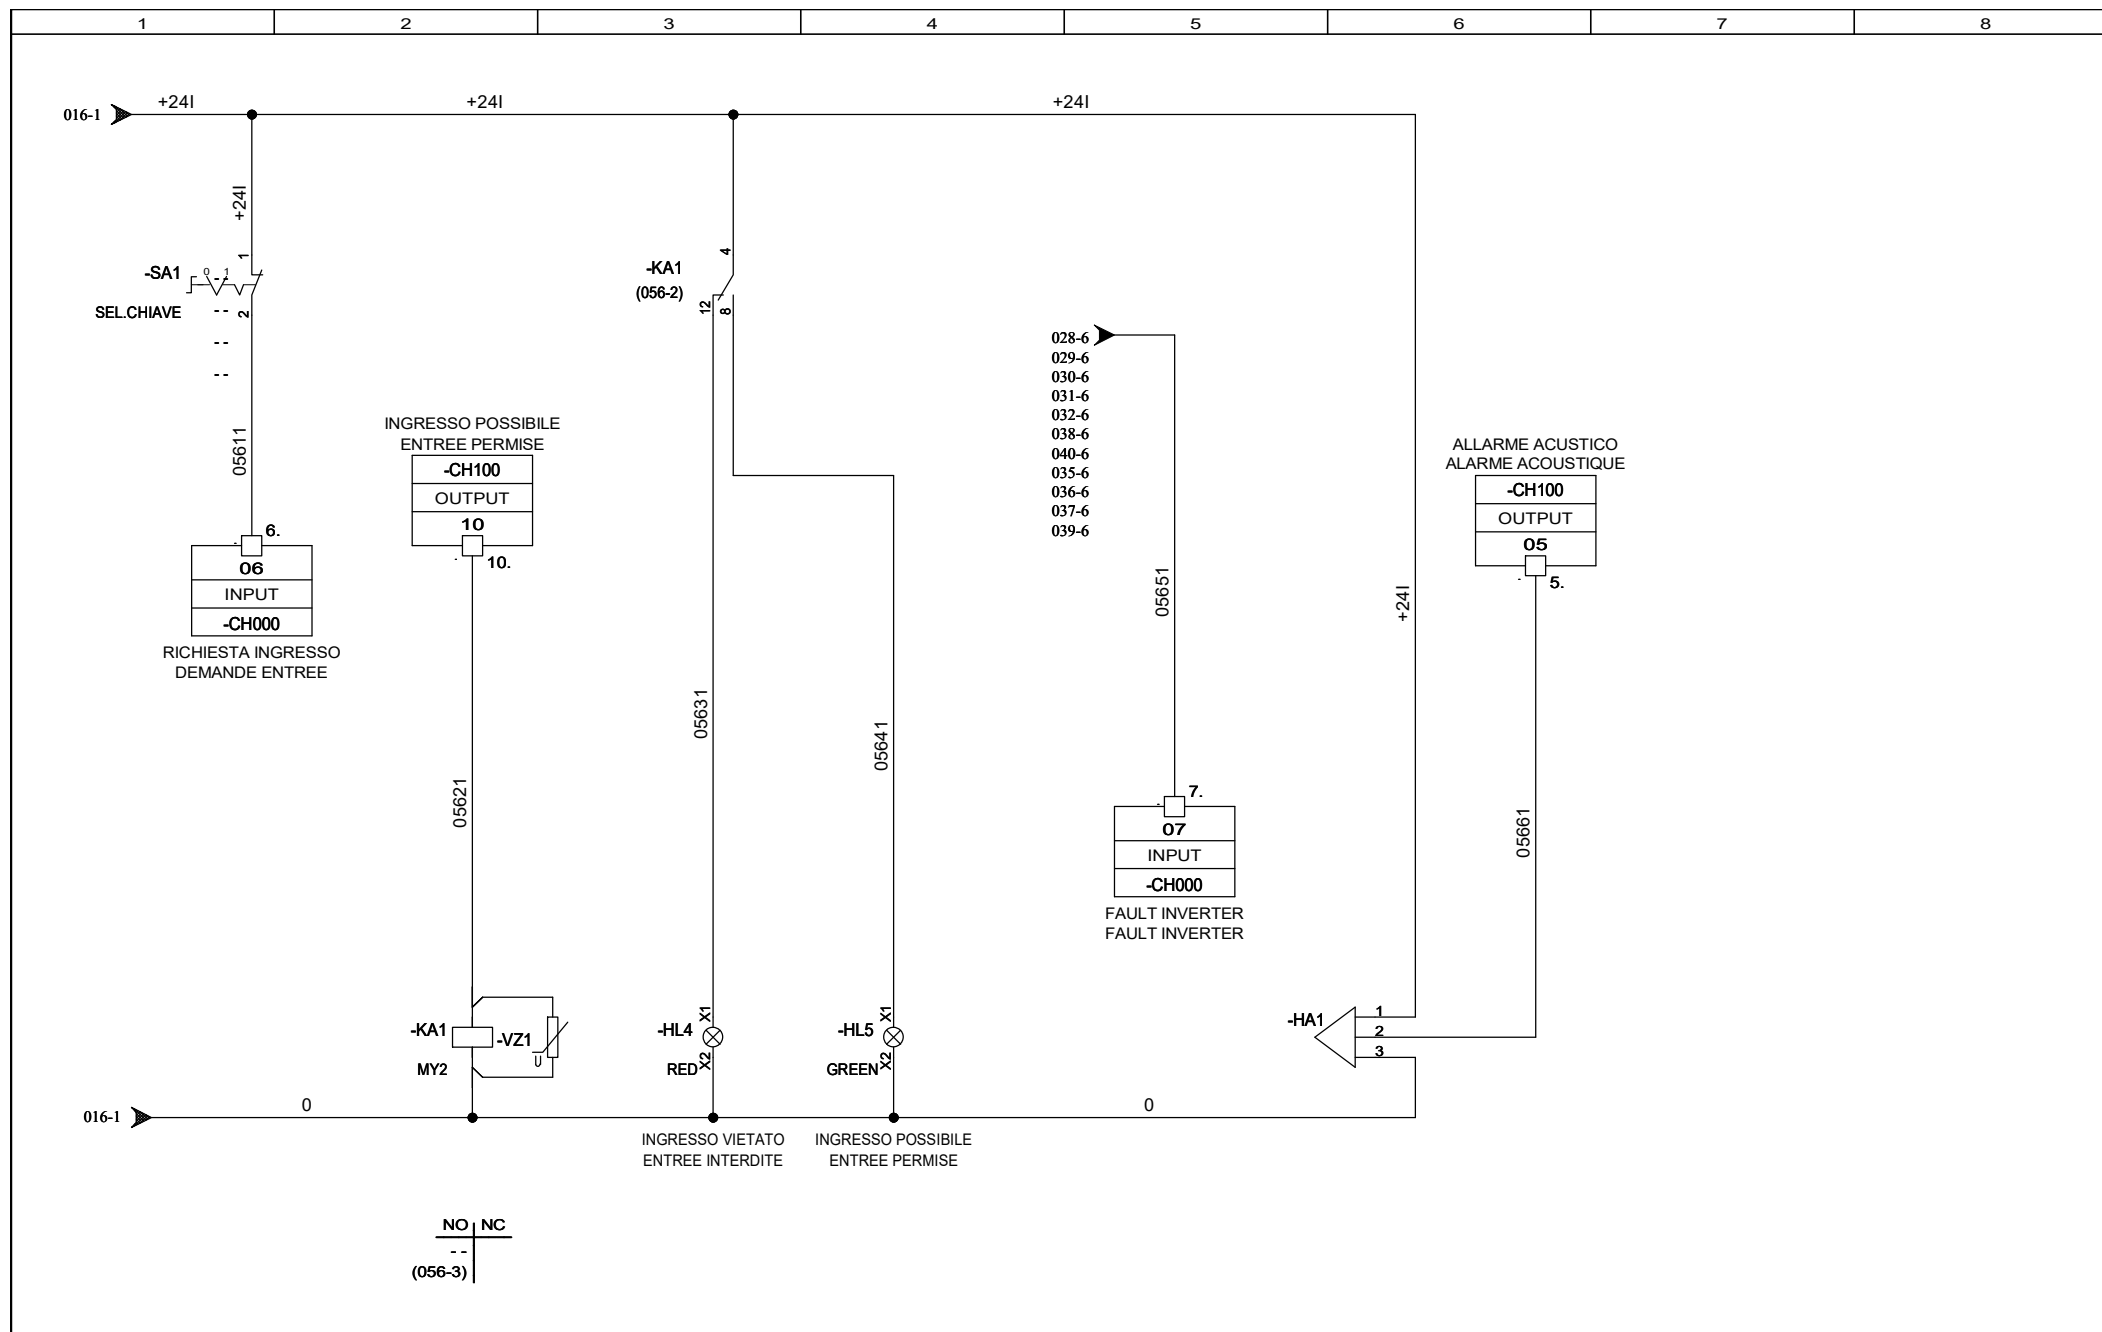 1 2 3 4 5 6 7 8
+24I +24I +24I
016-1
+24I
1
-SA1
0 - - 1
SEL.CHIAVE
- -
2
- -
- -
05611
6.
06
INPUT
-CH000
RICHIESTA INGRESSO
DEMANDE ENTREE
INGRESSO POSSIBILE
ENTREE PERMISE
-CH100
OUTPUT
10
10.
05621
-KA1
MY2
-VZ1
U
4
-KA1
(056-2)
12
8
05631
05641
-HL4
X1
X2
RED
-HL5
X1
X2
GREEN
028-6
029-6
030-6
031-6
032-6
038-6
040-6
035-6
036-6
037-6
039-6
05651
7.
07
INPUT
-CH000
FAULT INVERTER
FAULT INVERTER
+24I
ALLARME ACUSTICO
ALARME ACOUSTIQUE
-CH100
OUTPUT
05
5.
05661
-HA1
1
2
3
016-1
0 0
INGRESSO VIETATO
ENTREE INTERDITE
INGRESSO POSSIBILE
ENTREE PERMISE
NO NC
- -
(056-3)